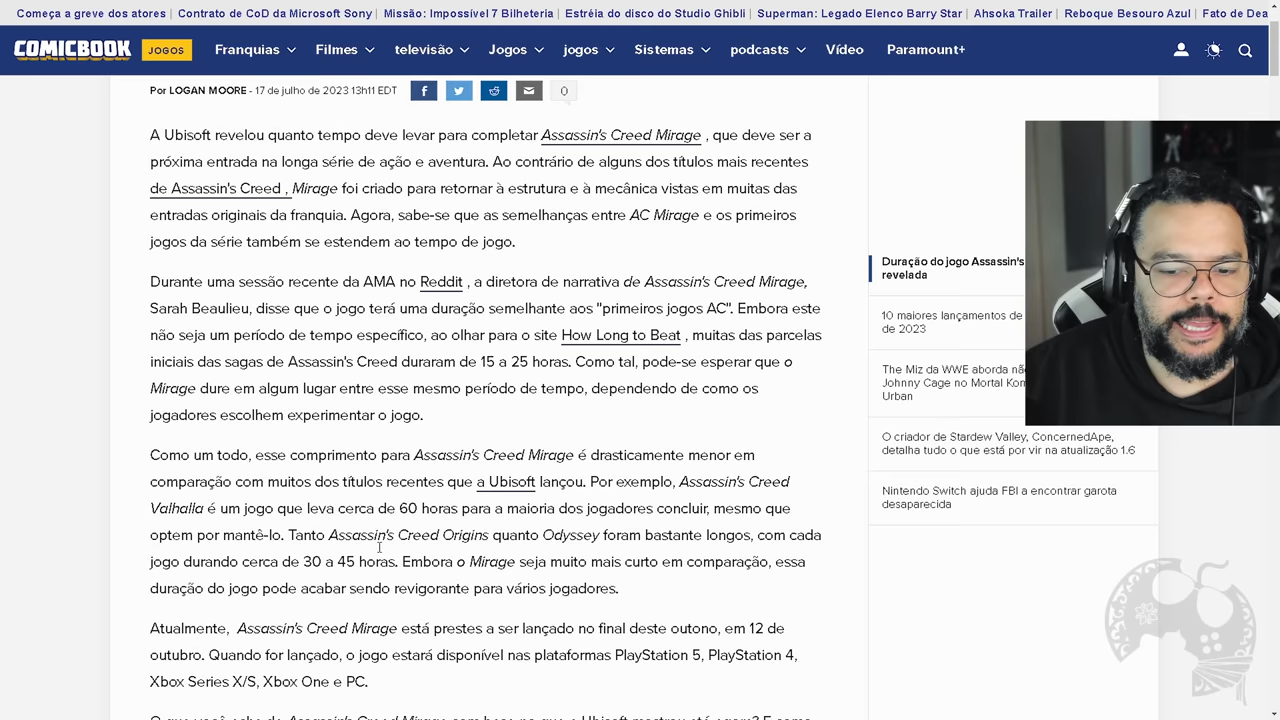 Começa a greve dos atores | Contrato de CoD da Microsoft Sony | Missão: Impossível 7 Bilheteria | Estréia do disco do Studio Ghibli | Superman: Legado Elenco Barry Star | Ahsoka Trailer | Reboque Besouro Azul | Fato de Dea
COMICBOOK JOGOS Franquias Filmes televisão Jogos jogos Sistemas podcasts Vídeo Paramount+
Por LOGAN MOORE - 17 de julho de 2023 13h11 EDT 0
A Ubisoft revelou quanto tempo deve levar para completar Assassin's Creed Mirage , que deve ser a
próxima entrada na longa série de ação e aventura. Ao contrário de alguns dos títulos mais recentes
de Assassin's Creed , Mirage foi criado para retornar à estrutura e à mecânica vistas em muitas das
entradas originais da franquia. Agora, sabe-se que as semelhanças entre AC Mirage e os primeiros
jogos da série também se estendem ao tempo de jogo.
Durante uma sessão recente da AMA no Reddit , a diretora de narrativa de Assassin's Creed Mirage,
Sarah Beaulieu, disse que o jogo terá uma duração semelhante aos "primeiros jogos AC". Embora este
não seja um período de tempo específico, ao olhar para o site How Long to Beat , muitas das parcelas
iniciais das sagas de Assassin's Creed duraram de 15 a 25 horas. Como tal, pode-se esperar que o
Mirage dure em algum lugar entre esse mesmo período de tempo, dependendo de como os
jogadores escolhem experimentar o jogo.
Como um todo, esse comprimento para Assassin's Creed Mirage é drasticamente menor em
comparação com muitos dos títulos recentes que a Ubisoft lançou. Por exemplo, Assassin's Creed
Valhalla é um jogo que leva cerca de 60 horas para a maioria dos jogadores concluir, mesmo que
optem por mantê-lo. Tanto Assassin's Creed Origins quanto Odyssey foram bastante longos, com cada
jogo durando cerca de 30 a 45 horas. Embora o Mirage seja muito mais curto em comparação, essa
duração do jogo pode acabar sendo revigorante para vários jogadores.
Atualmente, Assassin's Creed Mirage está prestes a ser lançado no final deste outono, em 12 de
outubro. Quando for lançado, o jogo estará disponível nas plataformas PlayStation 5, PlayStation 4,
Xbox Series X/S, Xbox One e PC.
Duração do jogo Assassin's
revelada
10 maiores lançamentos de
de 2023
The Miz da WWE aborda
Johnny Cage no Mortal
Urban
O criador de Stardew Valley, ConcernedApe,
detalha tudo o que está por vir na atualização 1.6
Nintendo Switch ajuda FBI a encontrar garota
desaparecida